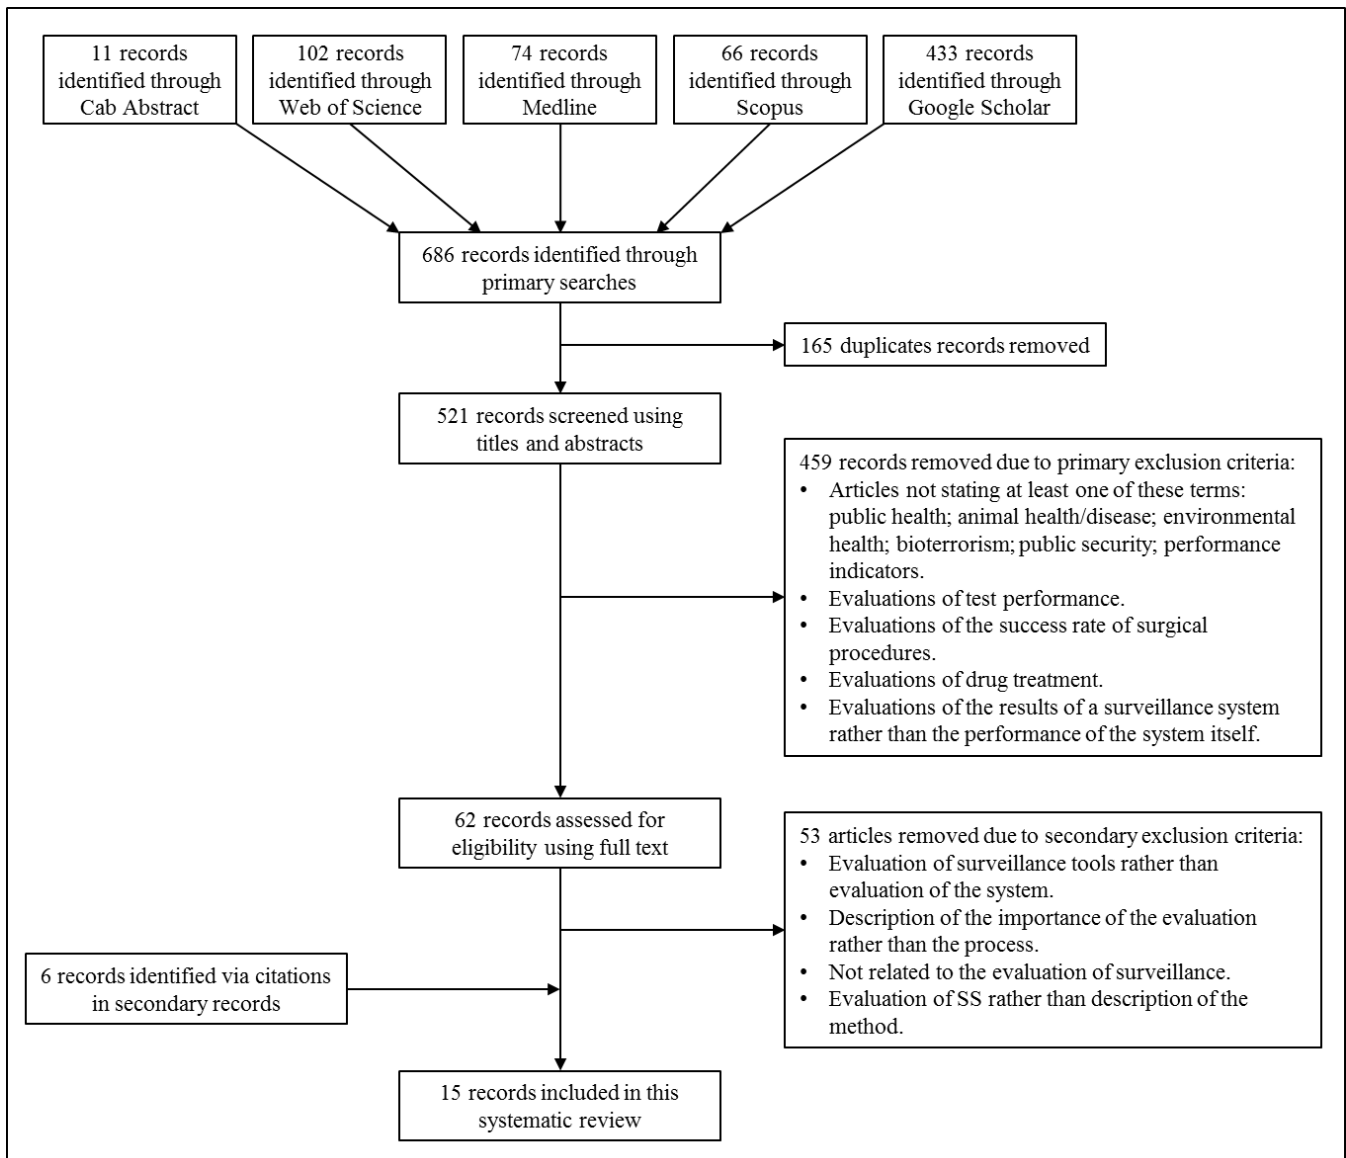 11 records
identified through
Cab Abstract
102 records
identified through
Web of Science
74 records
identified through
Medline
66 records
identified through
Scopus
433 records
identified through
Google Scholar
686 records identified through
primary searches
165 duplicates records removed
521 records screened using
titles and abstracts
459 records removed due to primary exclusion criteria:
• Articles not stating at least one of these terms:
public health; animal health/disease; environmental
health; bioterrorism; public security; performance
indicators.
• Evaluations of test performance.
• Evaluations of the success rate of surgical
procedures.
• Evaluations of drug treatment.
• Evaluations of the results of a surveillance system
rather than the performance of the system itself.
62 records assessed for
eligibility using full text
53 articles removed due to secondary exclusion criteria:
• Evaluation of surveillance tools rather than
evaluation of the system.
• Description of the importance of the evaluation
rather than the process.
• Not related to the evaluation of surveillance.
• Evaluation of SS rather than description of the
method.
6 records identified via citations
in secondary records
15 records included in this
systematic review